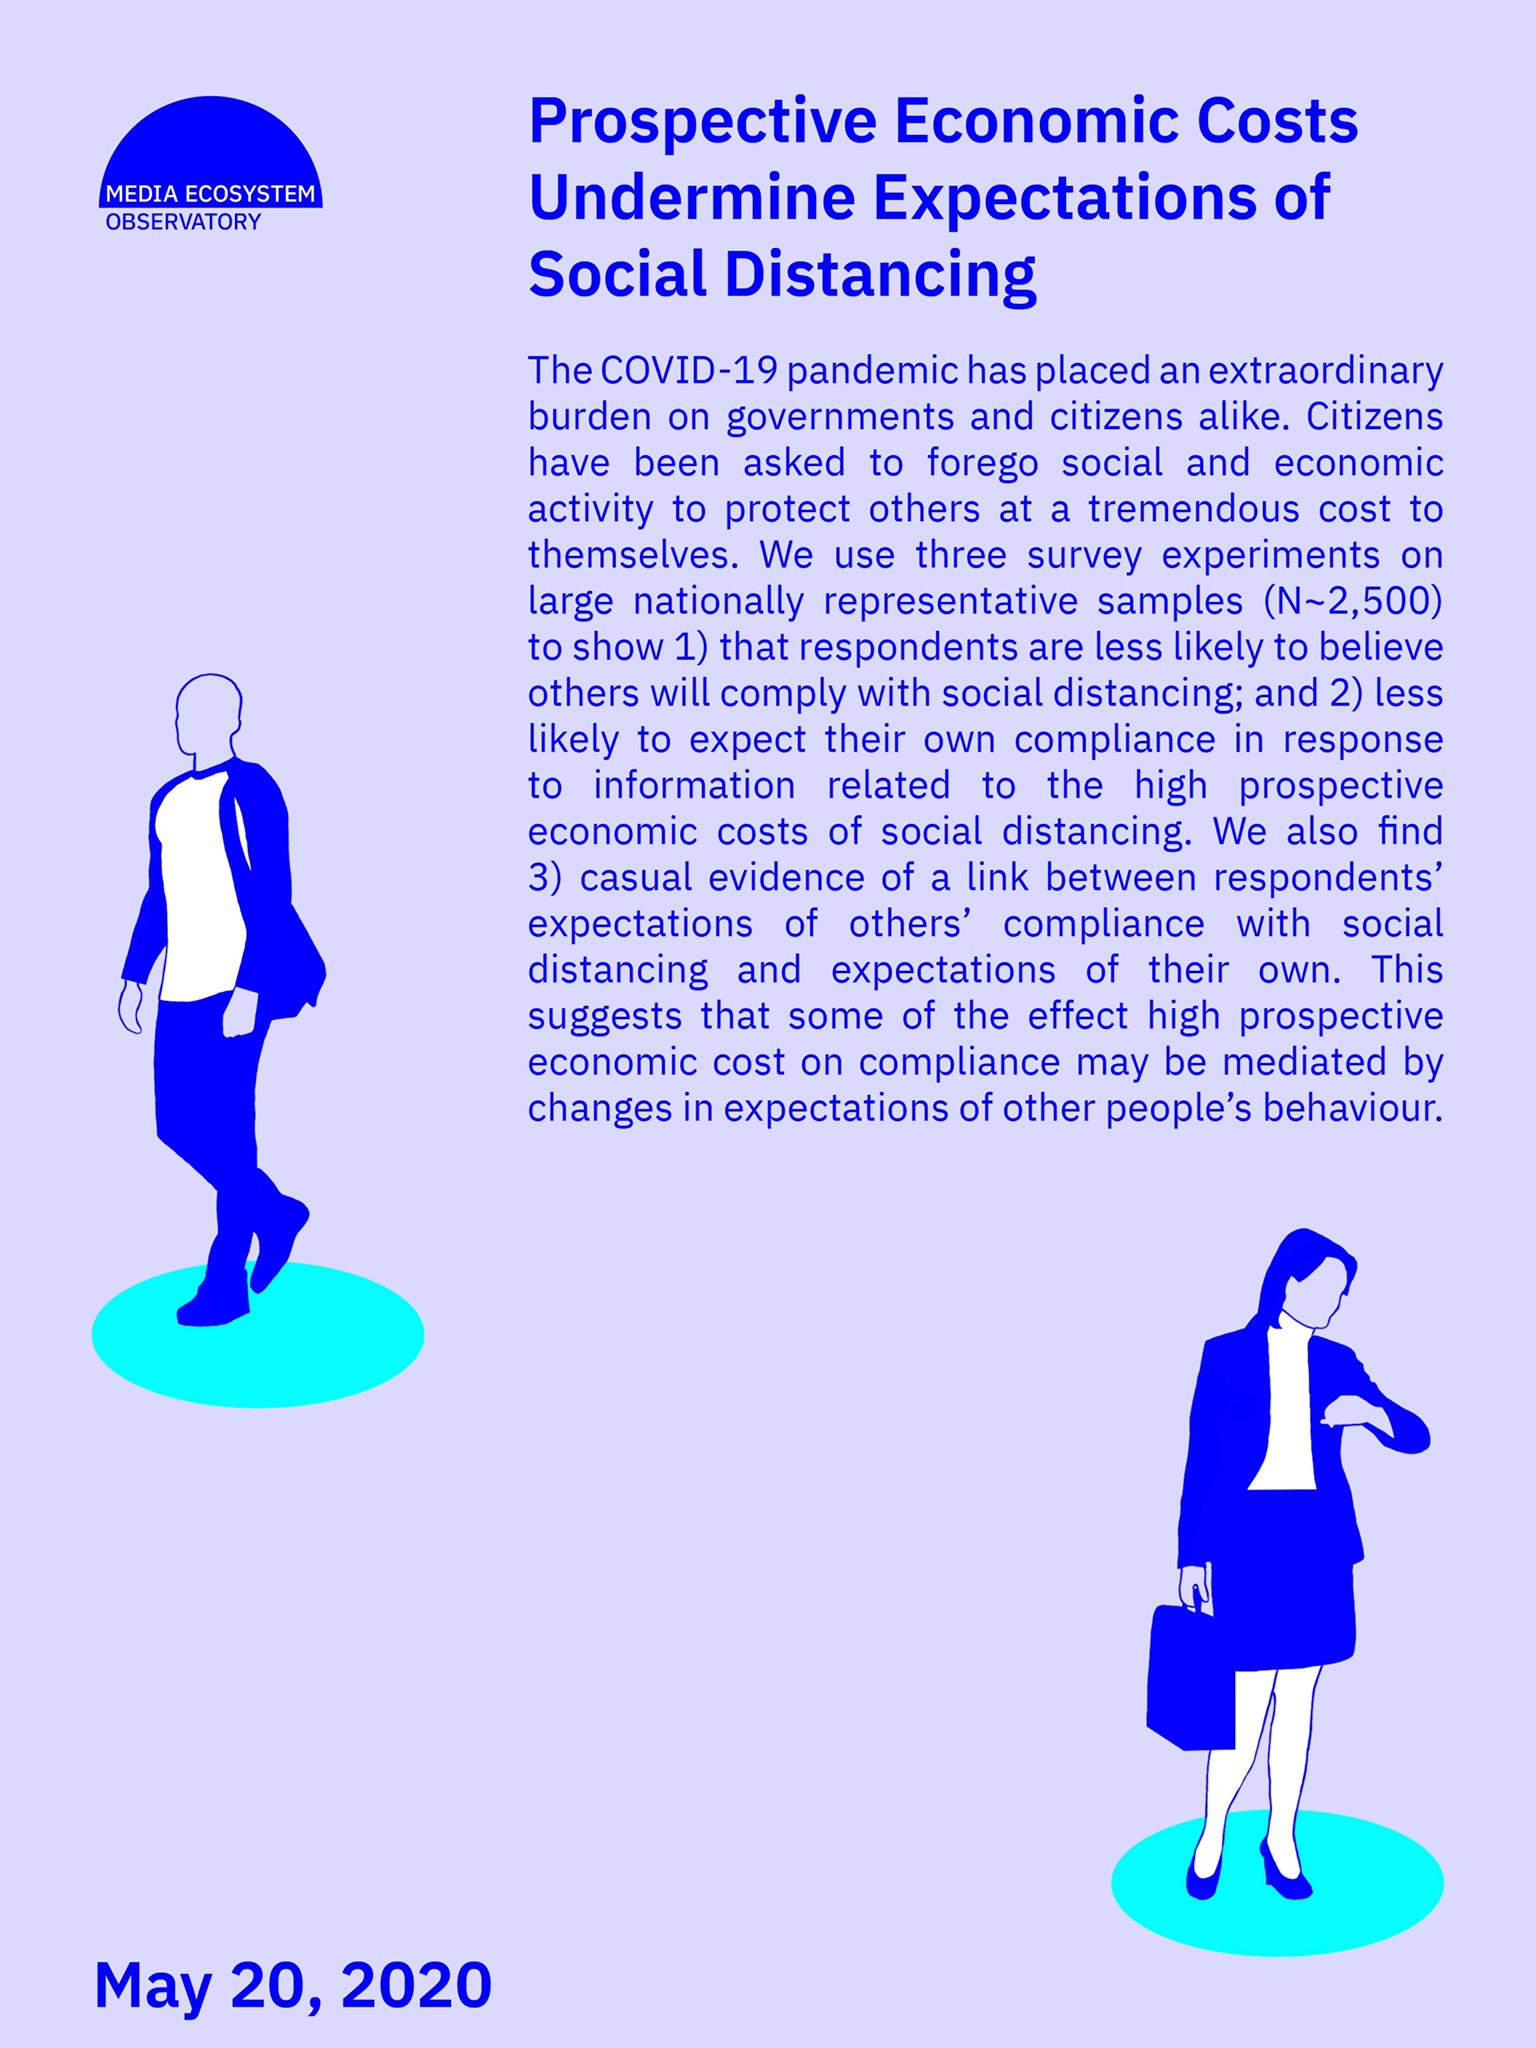 MEDIA ECOSYSTEM
OBSERVATORY
Prospective Economic Costs
Undermine Expectations of
Social Distancing
The COVID-19 pandemic has placed an extraordinary
burden on governments and citizens alike. Citizens
have been asked to forego social and economic
activity to protect others at a tremendous cost to
themselves. We use three survey experiments on
large nationally representative samples (N~2,500)
to show 1) that respondents are less likely to believe
others will comply with social distancing; and 2) less
likely to expect their own compliance in response
to information related to the high prospective
economic costs of social distancing. We also find
3) casual evidence of a link between respondents’
expectations of others’ compliance with social
distancing and expectations of their own. This
suggests that some of the effect high prospective
economic cost on compliance may be mediated by
changes in expectations of other people’s behaviour.
May 20, 2020